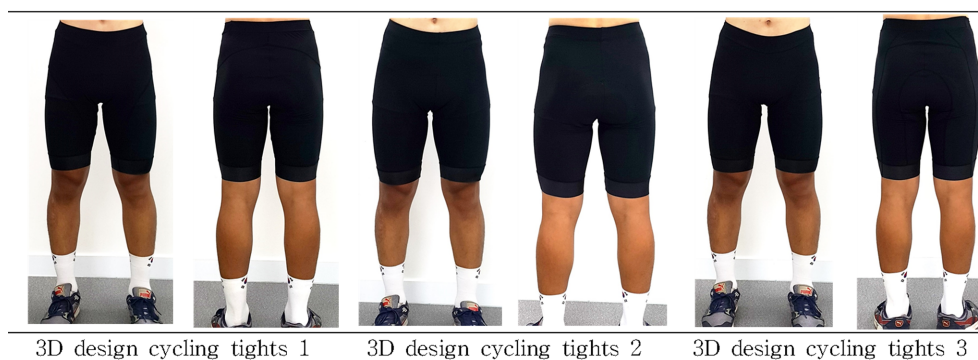 3D design cycling tights 1
3D design cycling tights 2
3D design cycling tights 3